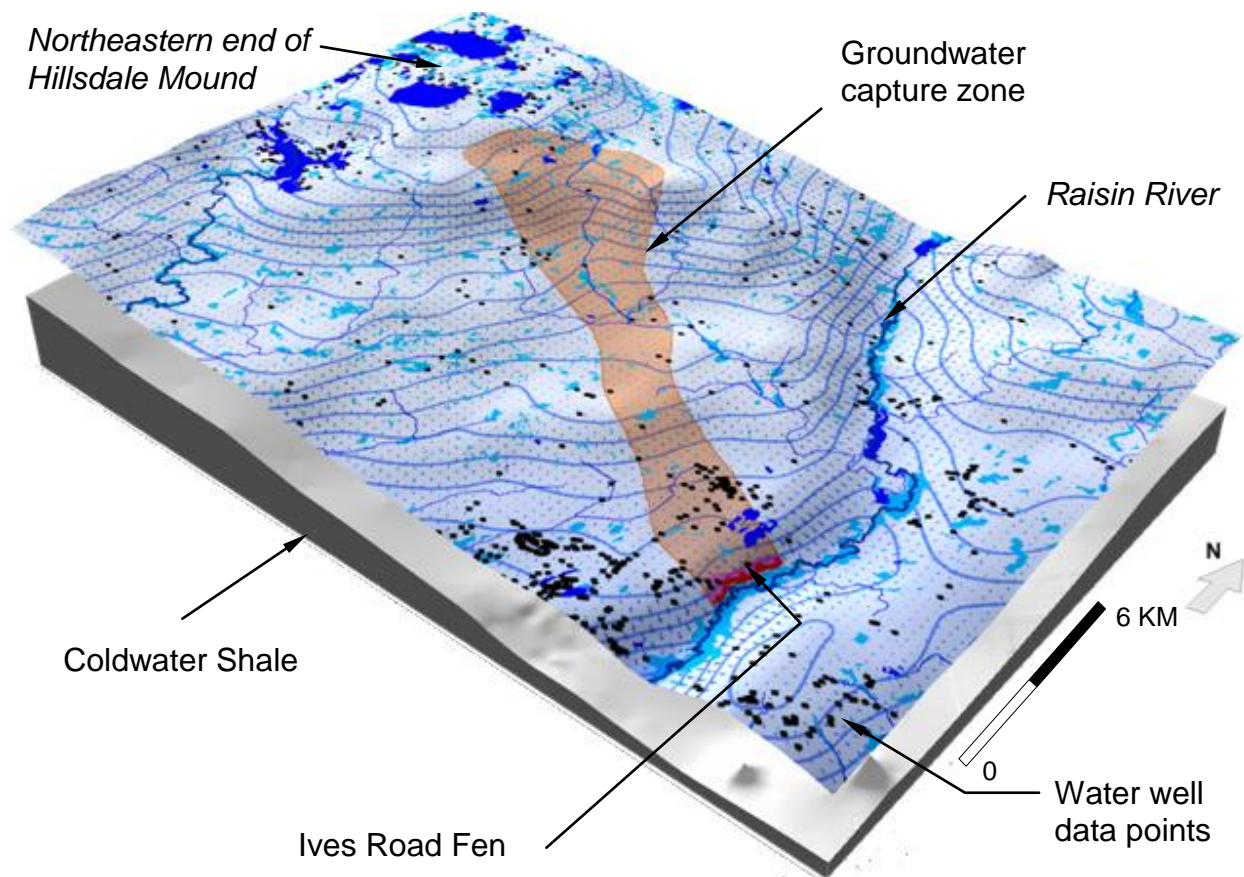 Northeastern end of
Hillsdale Mound
Groundwater
capture zone
Raisin River
N
6 KM
0
Coldwater Shale
Ives Road Fen
Water well
data points